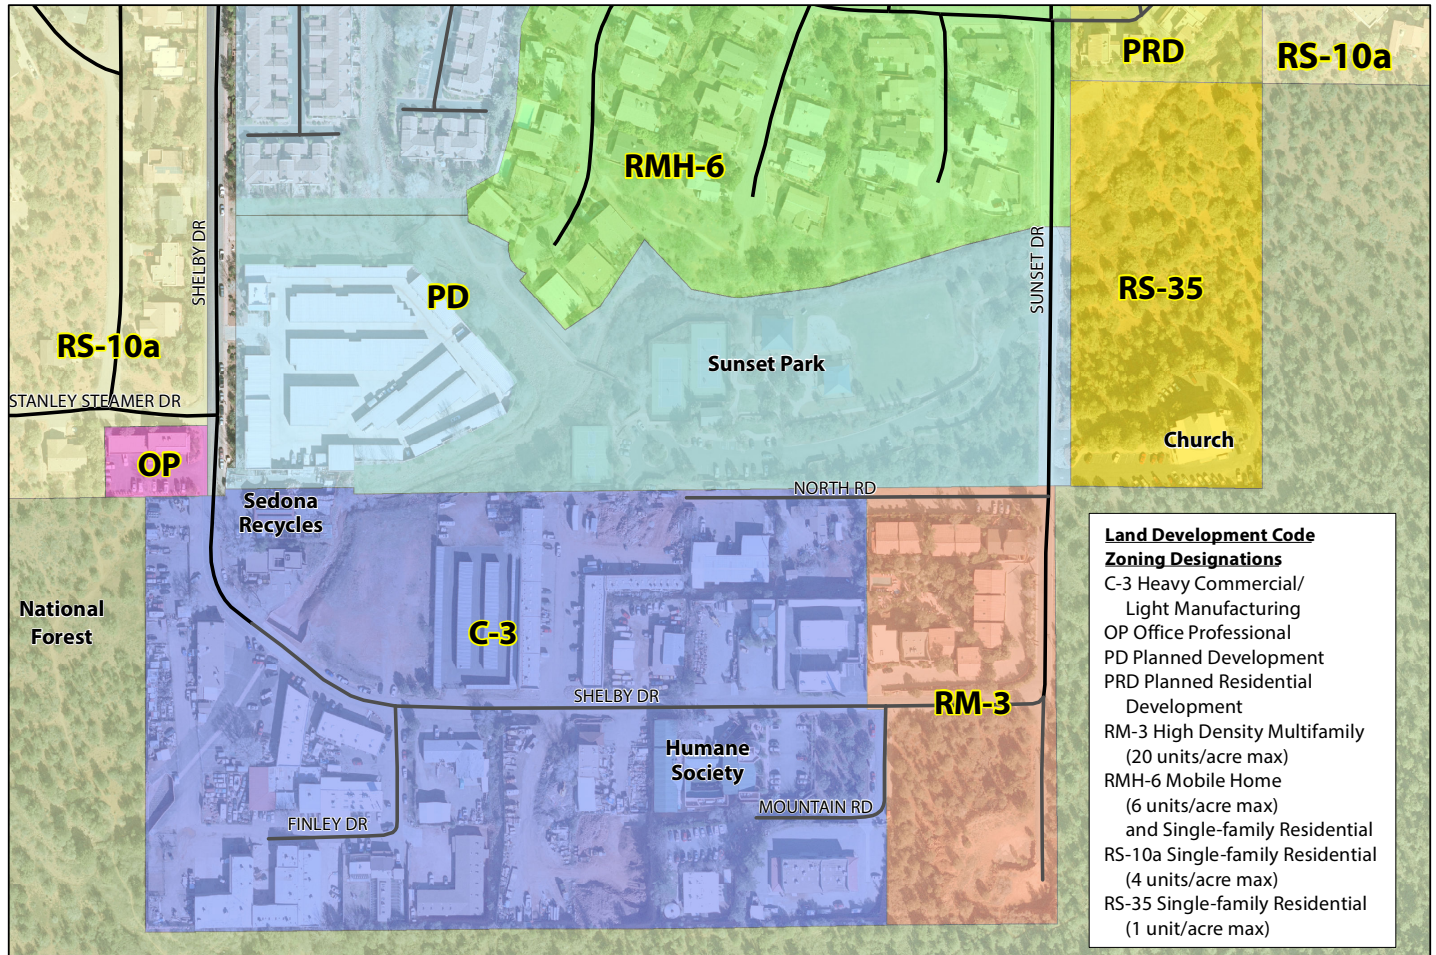 PRD
RS-10a
RMH-6
SHELBY DR
SUNSET DR
PD
RS-35
RS-10a
Sunset Park
STANLEY STEAMER DR
Church
OP
Sedona
Recycles
NORTH RD
National
Forest
C-3
SHELBY DR
RM-3
Humane
Society
MOUNTAIN RD
FINLEY DR
Land Development Code
Zoning Designations
C-3 Heavy Commercial/
Light Manufacturing
OP Office Professional
PD Planned Development
PRD Planned Residential
Development
RM-3 High Density Multifamily
(20 units/acre max)
RMH-6 Mobile Home
(6 units/acre max)
and Single-family Residential
RS-10a Single-family Residential
(4 units/acre max)
RS-35 Single-family Residential
(1 unit/acre max)